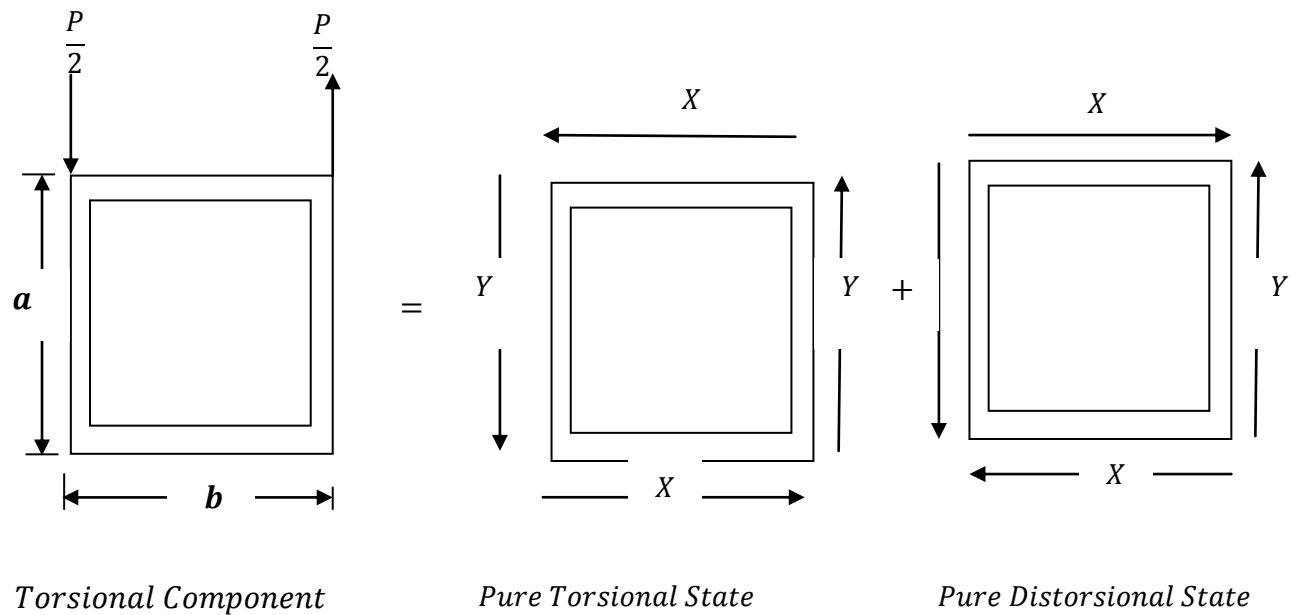 P/2 P/2
X X
a = Y Y + Y
b X X
Torsional Component Pure Torsional State Pure Distorsional State